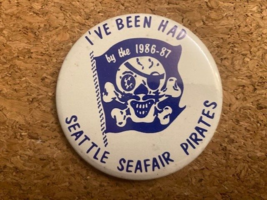 I'VE BEEN HAD
by the 1986-87
SEATTLE SEAFAIR PIRATES